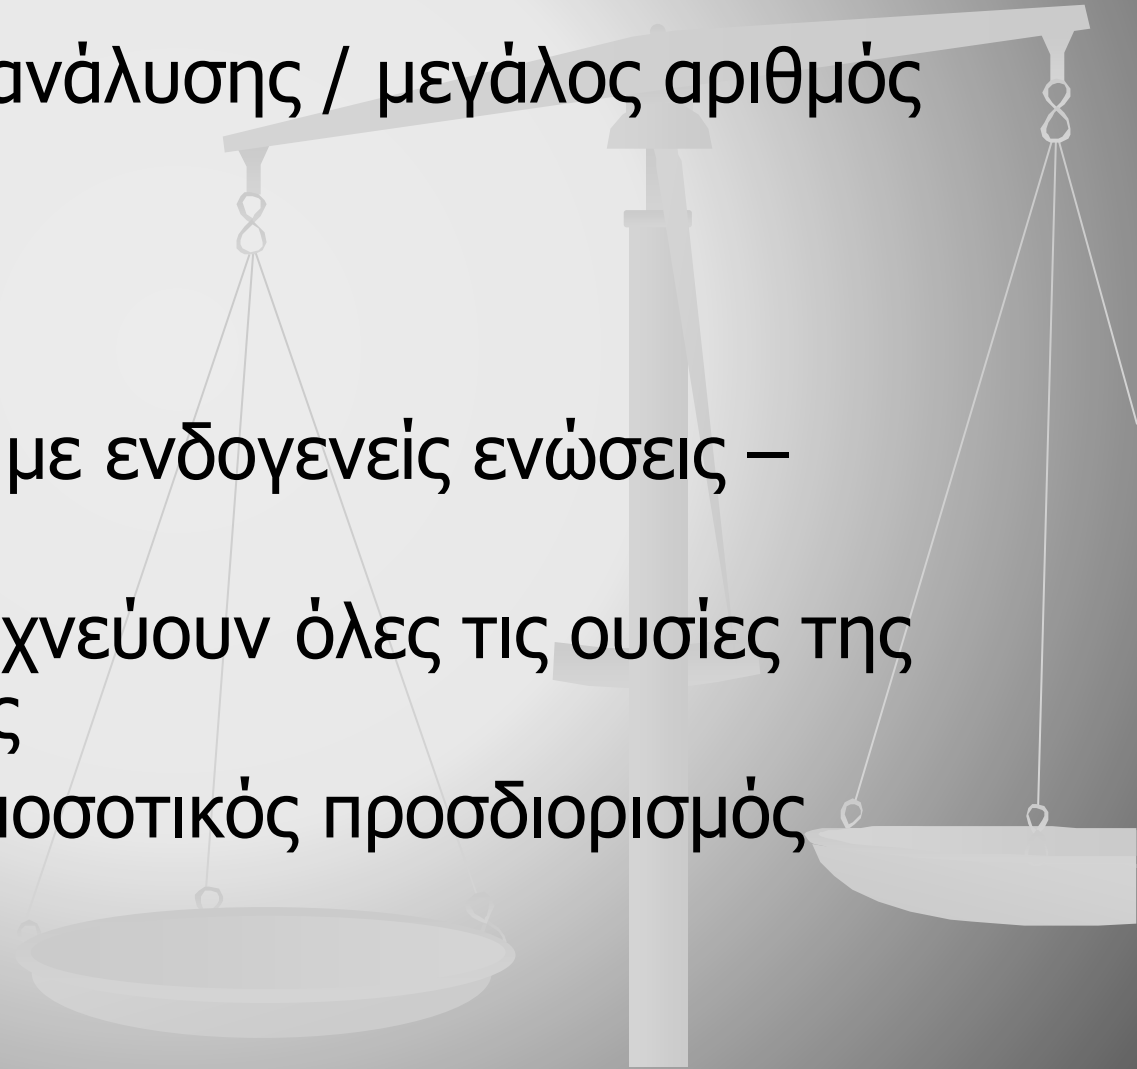 ανάλυσης / μεγάλος αριθμός
με ενδογενείς ενώσεις –
χνεύουν όλες τις ουσίες της
ς
ποσοτικός προσδιορισμός